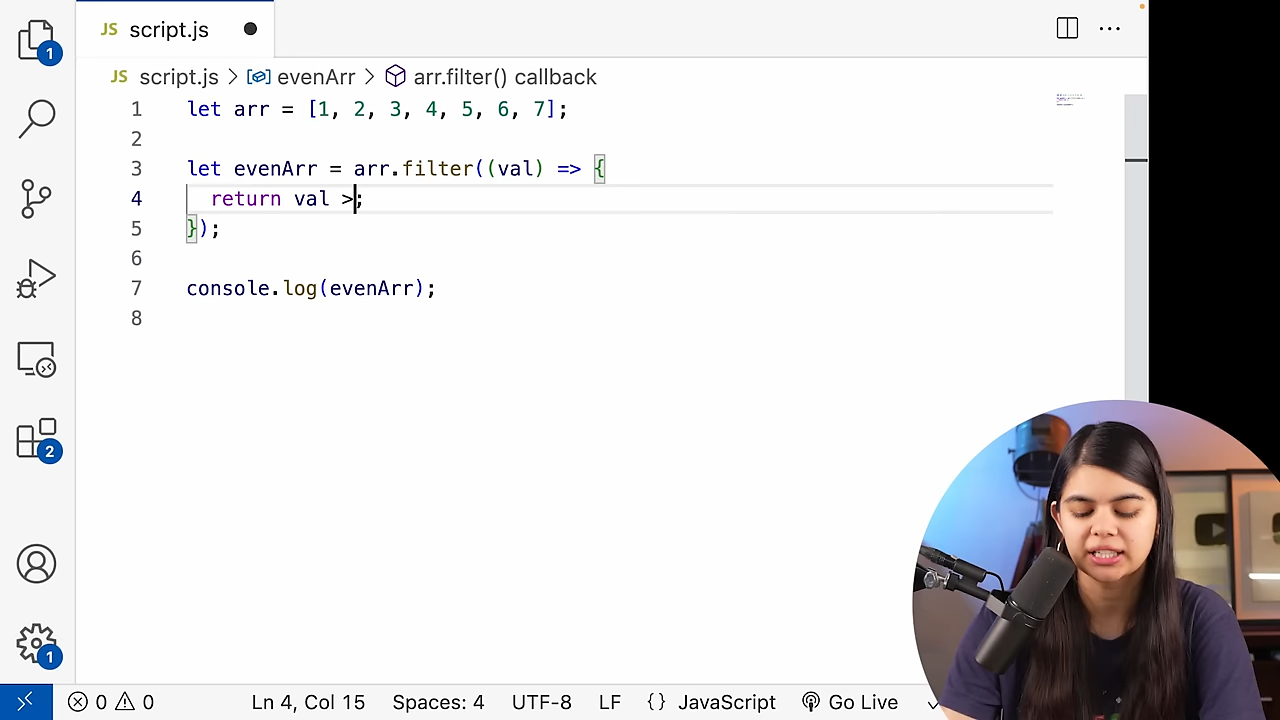 1
JS script.js
JS script.js > evenArr > arr.filter() callback
1 let arr = [1, 2, 3, 4, 5, 6, 7];
2
3 let evenArr = arr.filter((val) => {
4 return val >;
5 });
6
7 console.log(evenArr);
8
2
1
0 0 Ln 4, Col 15 Spaces: 4 UTF-8 LF {} JavaScript Go Live